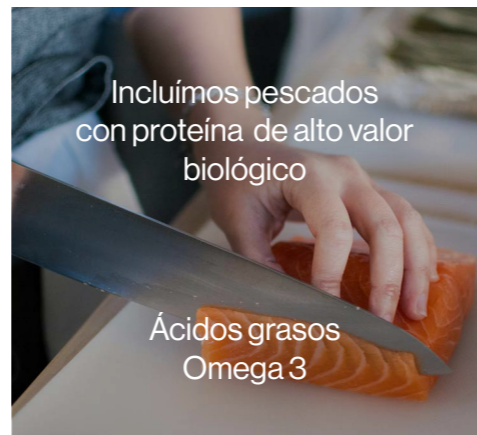 Incluímos pescados
con proteína de alto valor
biológico
Ácidos grasos
Omega 3